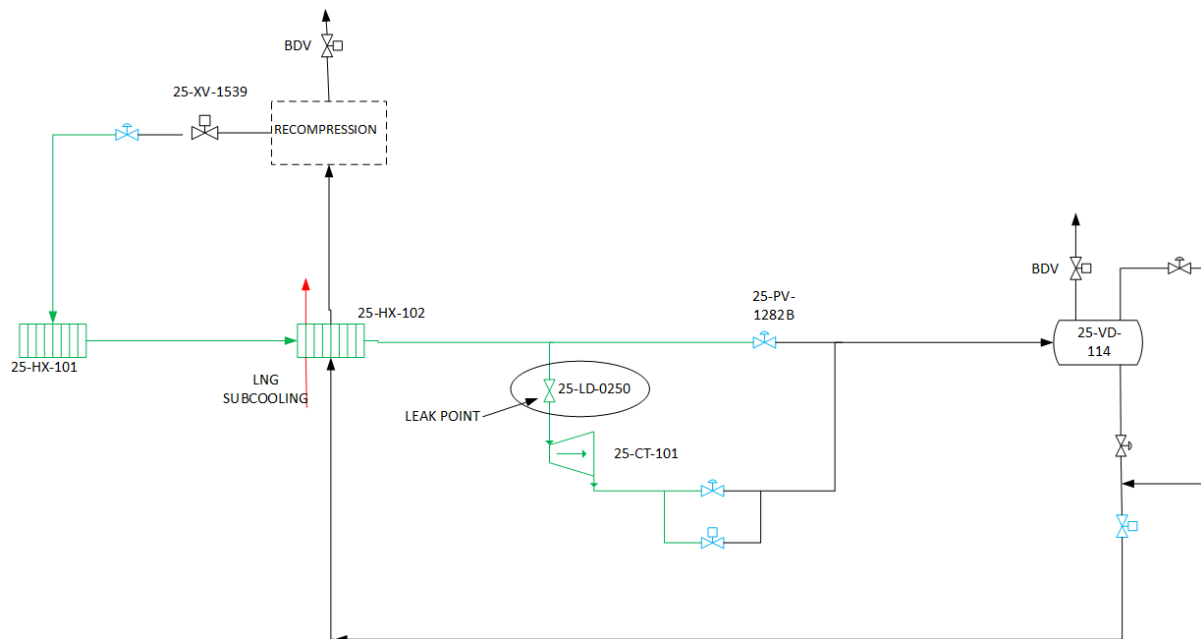 BDV
25-XV-1539
RECOMPRESSION
BDV
25-PV-
1282B
25-HX-102
25-VD-
114
25-HX-101
LNG
SUBCOOLING
25-LD-0250
LEAK POINT
25-CT-101